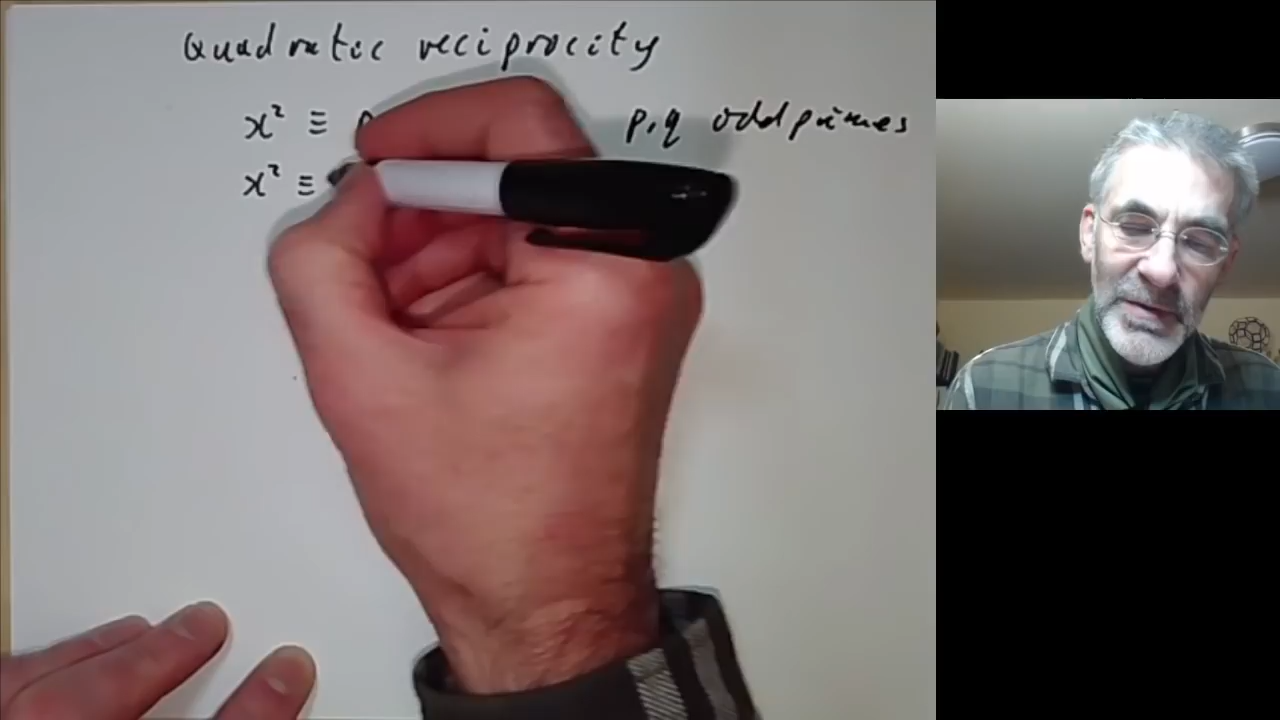 Quadratic reciprocity
x² ≡ p,q odd primes
x² ≡